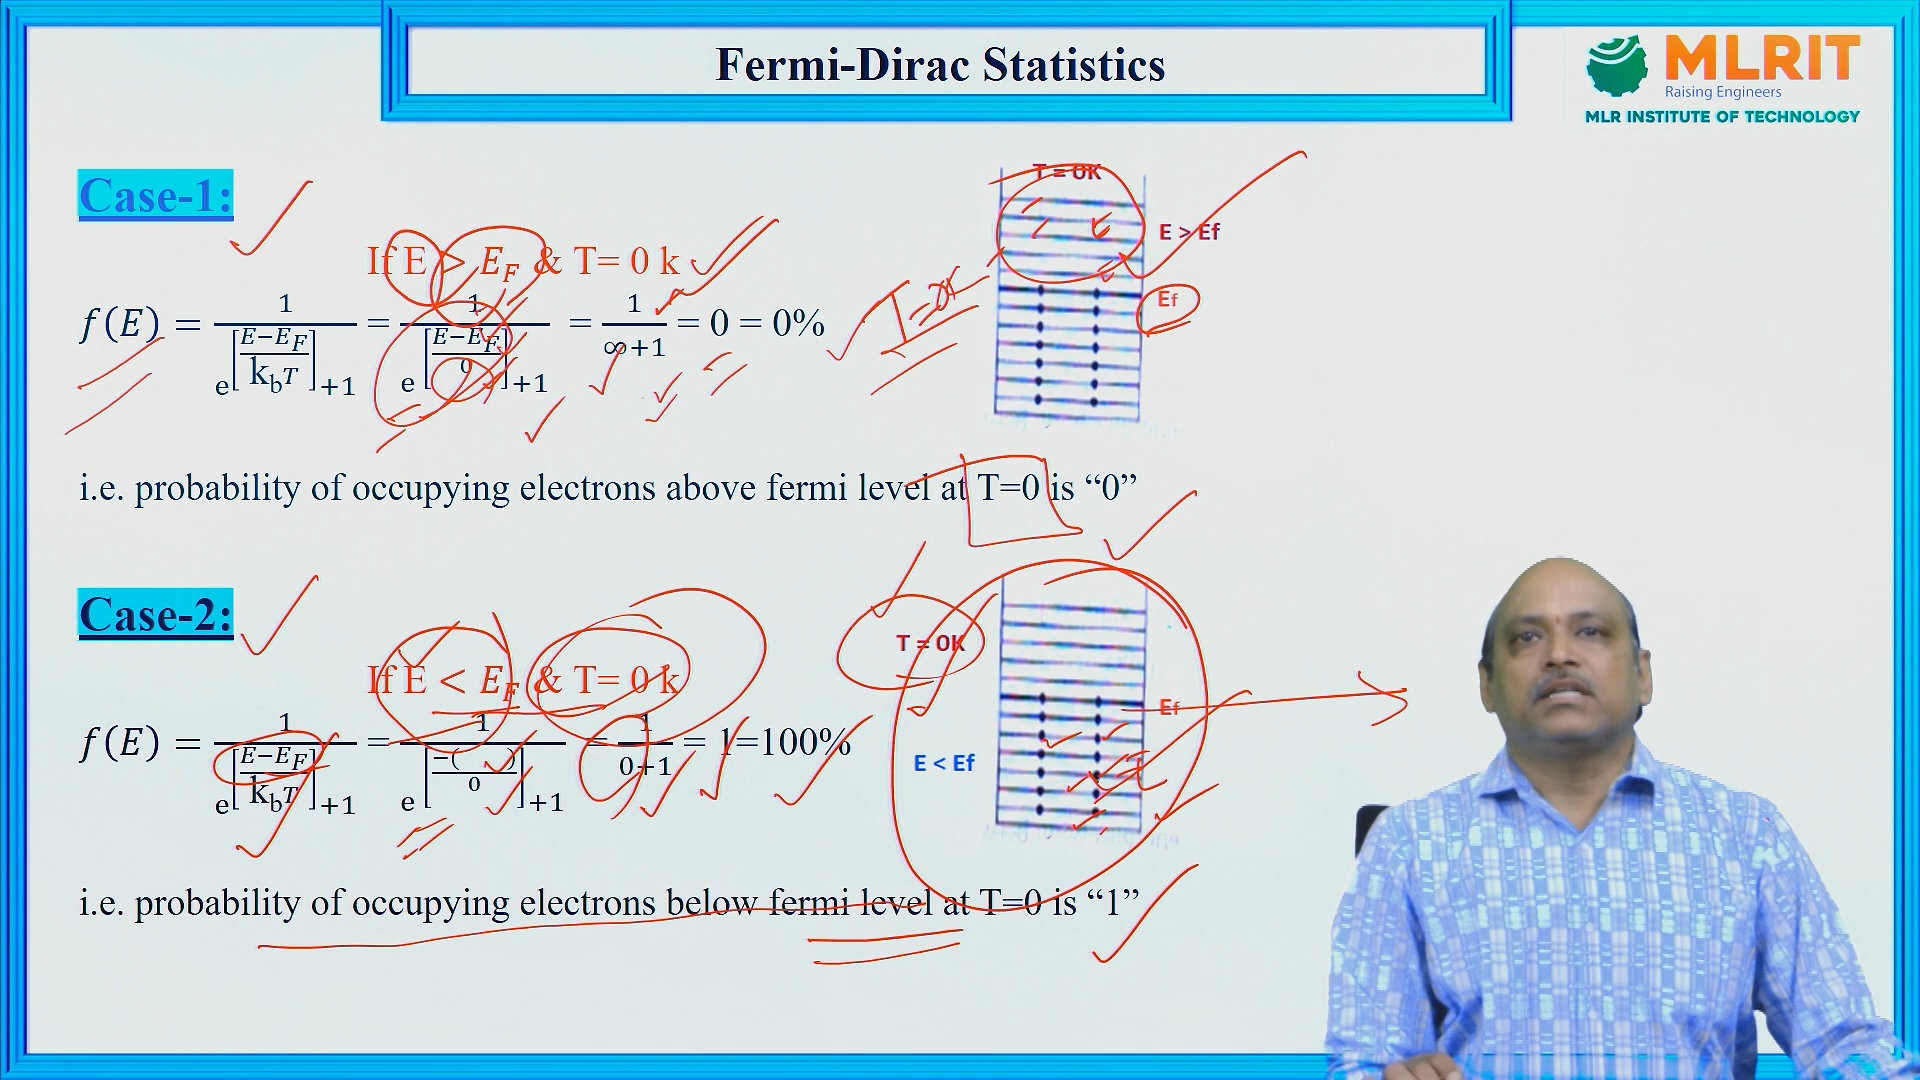 Fermi-Dirac Statistics
MLRIT
Raising Engineers
MLR INSTITUTE OF TECHNOLOGY
Case-1:
If E > E_F & T= 0 k
f(E) = 1 / e^[(E−E_F)/k_bT] +1 = 1 / e^[(E−E_F)/0] +1 = 1/(∞+1) = 0 = 0%
T = 0K
E > Ef
Ef
i.e. probability of occupying electrons above fermi level at T=0 is “0”
Case-2:
If E < E_F & T= 0 k
f(E) = 1 / e^[(E−E_F)/k_bT] +1 = 1 / e^[−( )/0] +1 = 1/(0+1) = 1=100%
T = 0K
Ef
E < Ef
i.e. probability of occupying electrons below fermi level at T=0 is “1”